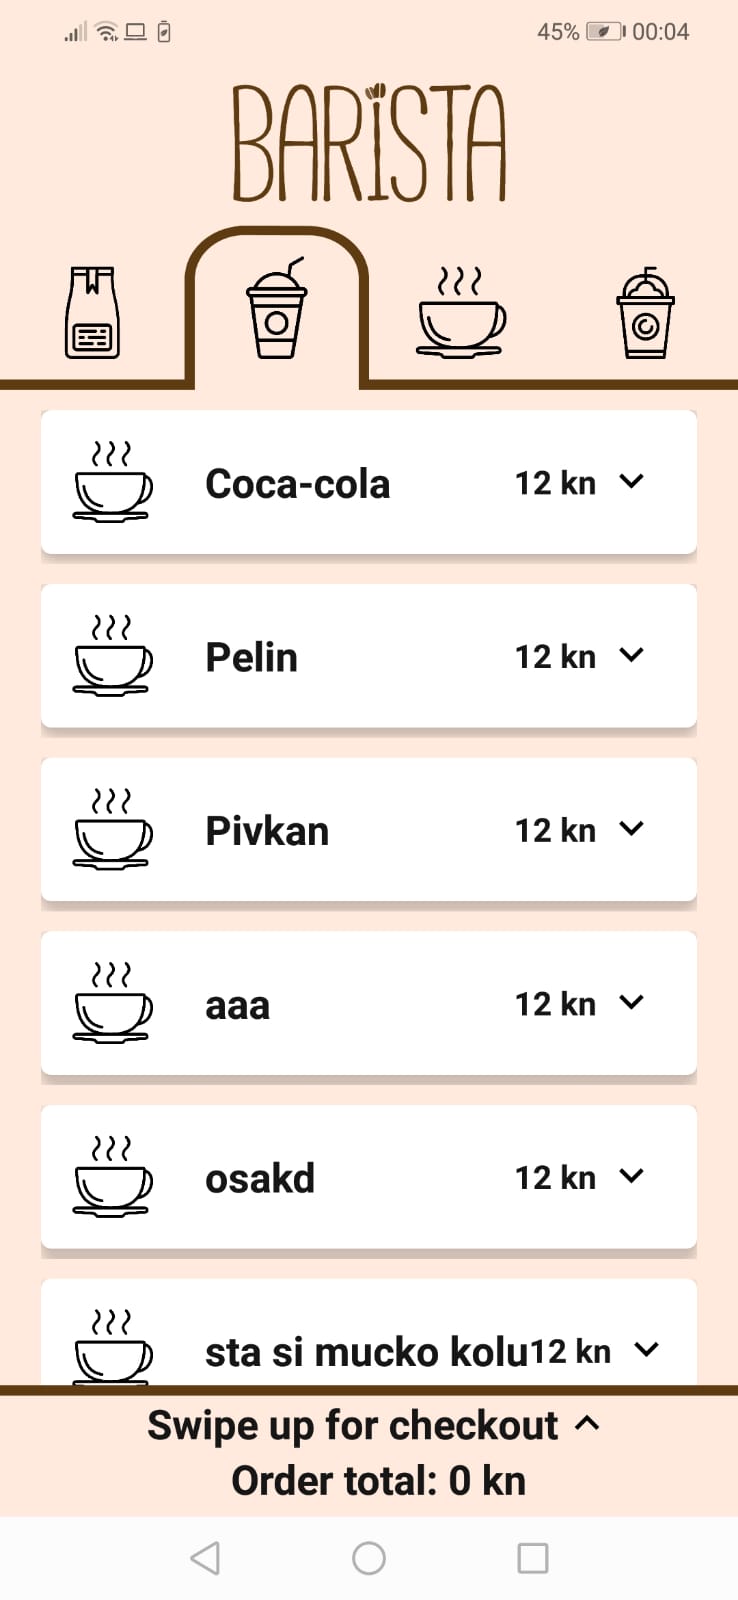 45% 00:04
BARISTA
Coca-cola 12 kn
Pelin 12 kn
Pivkan 12 kn
aaa 12 kn
osakd 12 kn
sta si mucko kolu12 kn
Swipe up for checkout
Order total: 0 kn